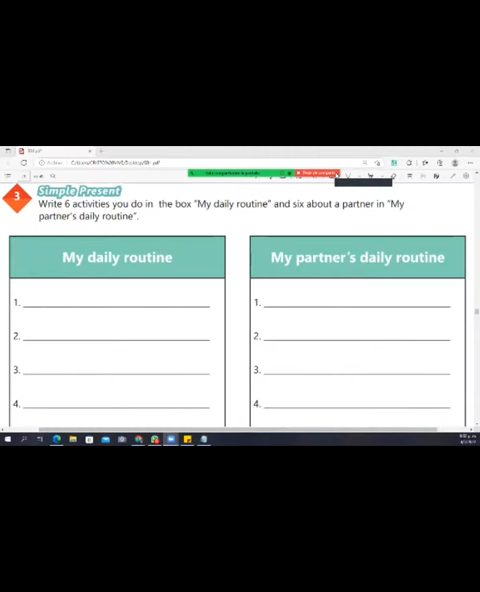 3
Simple Present
Write 6 activities you do in the box "My daily routine" and six about a partner in "My
partner's daily routine".
My daily routine
1.
2.
3.
4.
My partner's daily routine
1.
2.
3.
4.